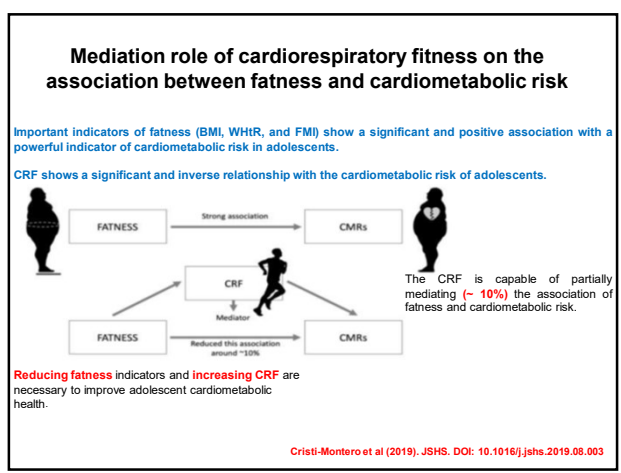 Mediation role of cardiorespiratory fitness on the
association between fatness and cardiometabolic risk
Important indicators of fatness (BMI, WHtR, and FMI) show a significant and positive association with a
powerful indicator of cardiometabolic risk in adolescents.
CRF shows a significant and inverse relationship with the cardiometabolic risk of adolescents.
FATNESS
Strong association
CMRs
CRF
Mediator
FATNESS
Reduced this association
around ~10%
CMRs
The CRF is capable of partially
mediating (~ 10%) the association of
fatness and cardiometabolic risk.
Reducing fatness indicators and increasing CRF are
necessary to improve adolescent cardiometabolic
health.
Cristi-Montero et al (2019). JSHS. DOI: 10.1016/j.jshs.2019.08.003